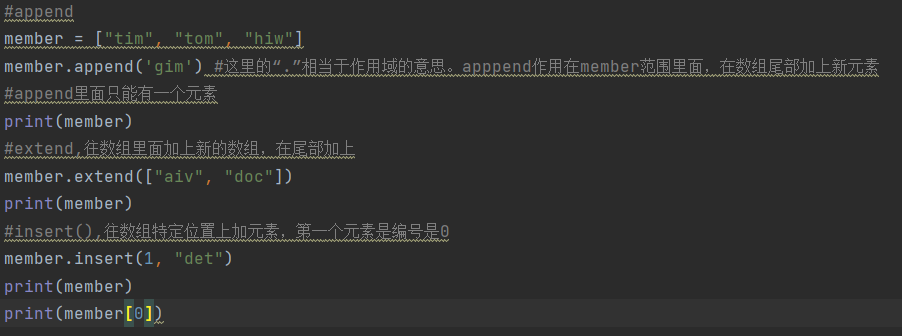 #append
member = ["tim", "tom", "hiw"]
member.append('gim') #这里的“.”相当于作用域的意思。apppend作用在member范围里面，在数组尾部加上新元素
#append里面只能有一个元素
print(member)
#extend,往数组里面加上新的数组，在尾部加上
member.extend(["aiv", "doc"])
print(member)
#insert(),往数组特定位置上加元素，第一个元素是编号是0
member.insert(1, "det")
print(member)
print(member[0])